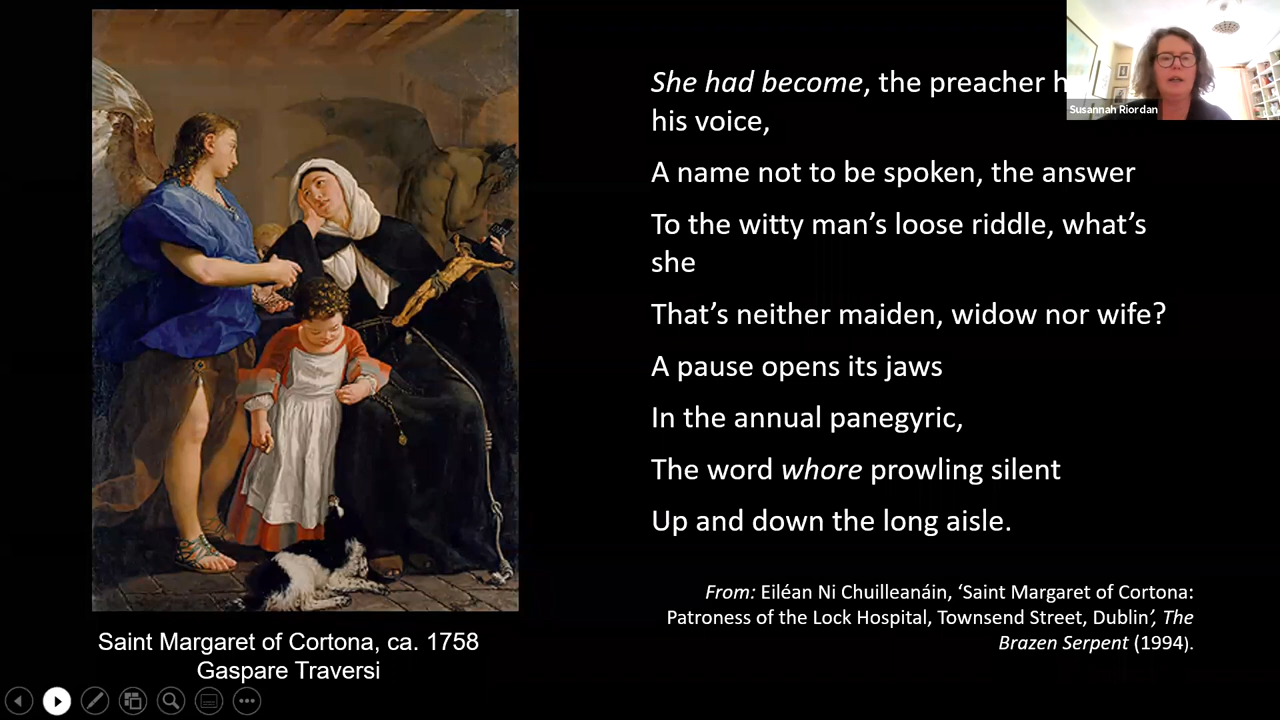 She had become, the preacher
his voice,
A name not to be spoken, the answer
To the witty man’s loose riddle, what’s
she
That’s neither maiden, widow nor wife?
A pause opens its jaws
In the annual panegyric,
The word whore prowling silent
Up and down the long aisle.
From: Eiléan Ni Chuilleanáin, ‘Saint Margaret of Cortona:
Patroness of the Lock Hospital, Townsend Street, Dublin’, The
Brazen Serpent (1994).
Saint Margaret of Cortona, ca. 1758
Gaspare Traversi
Susannah Riordan